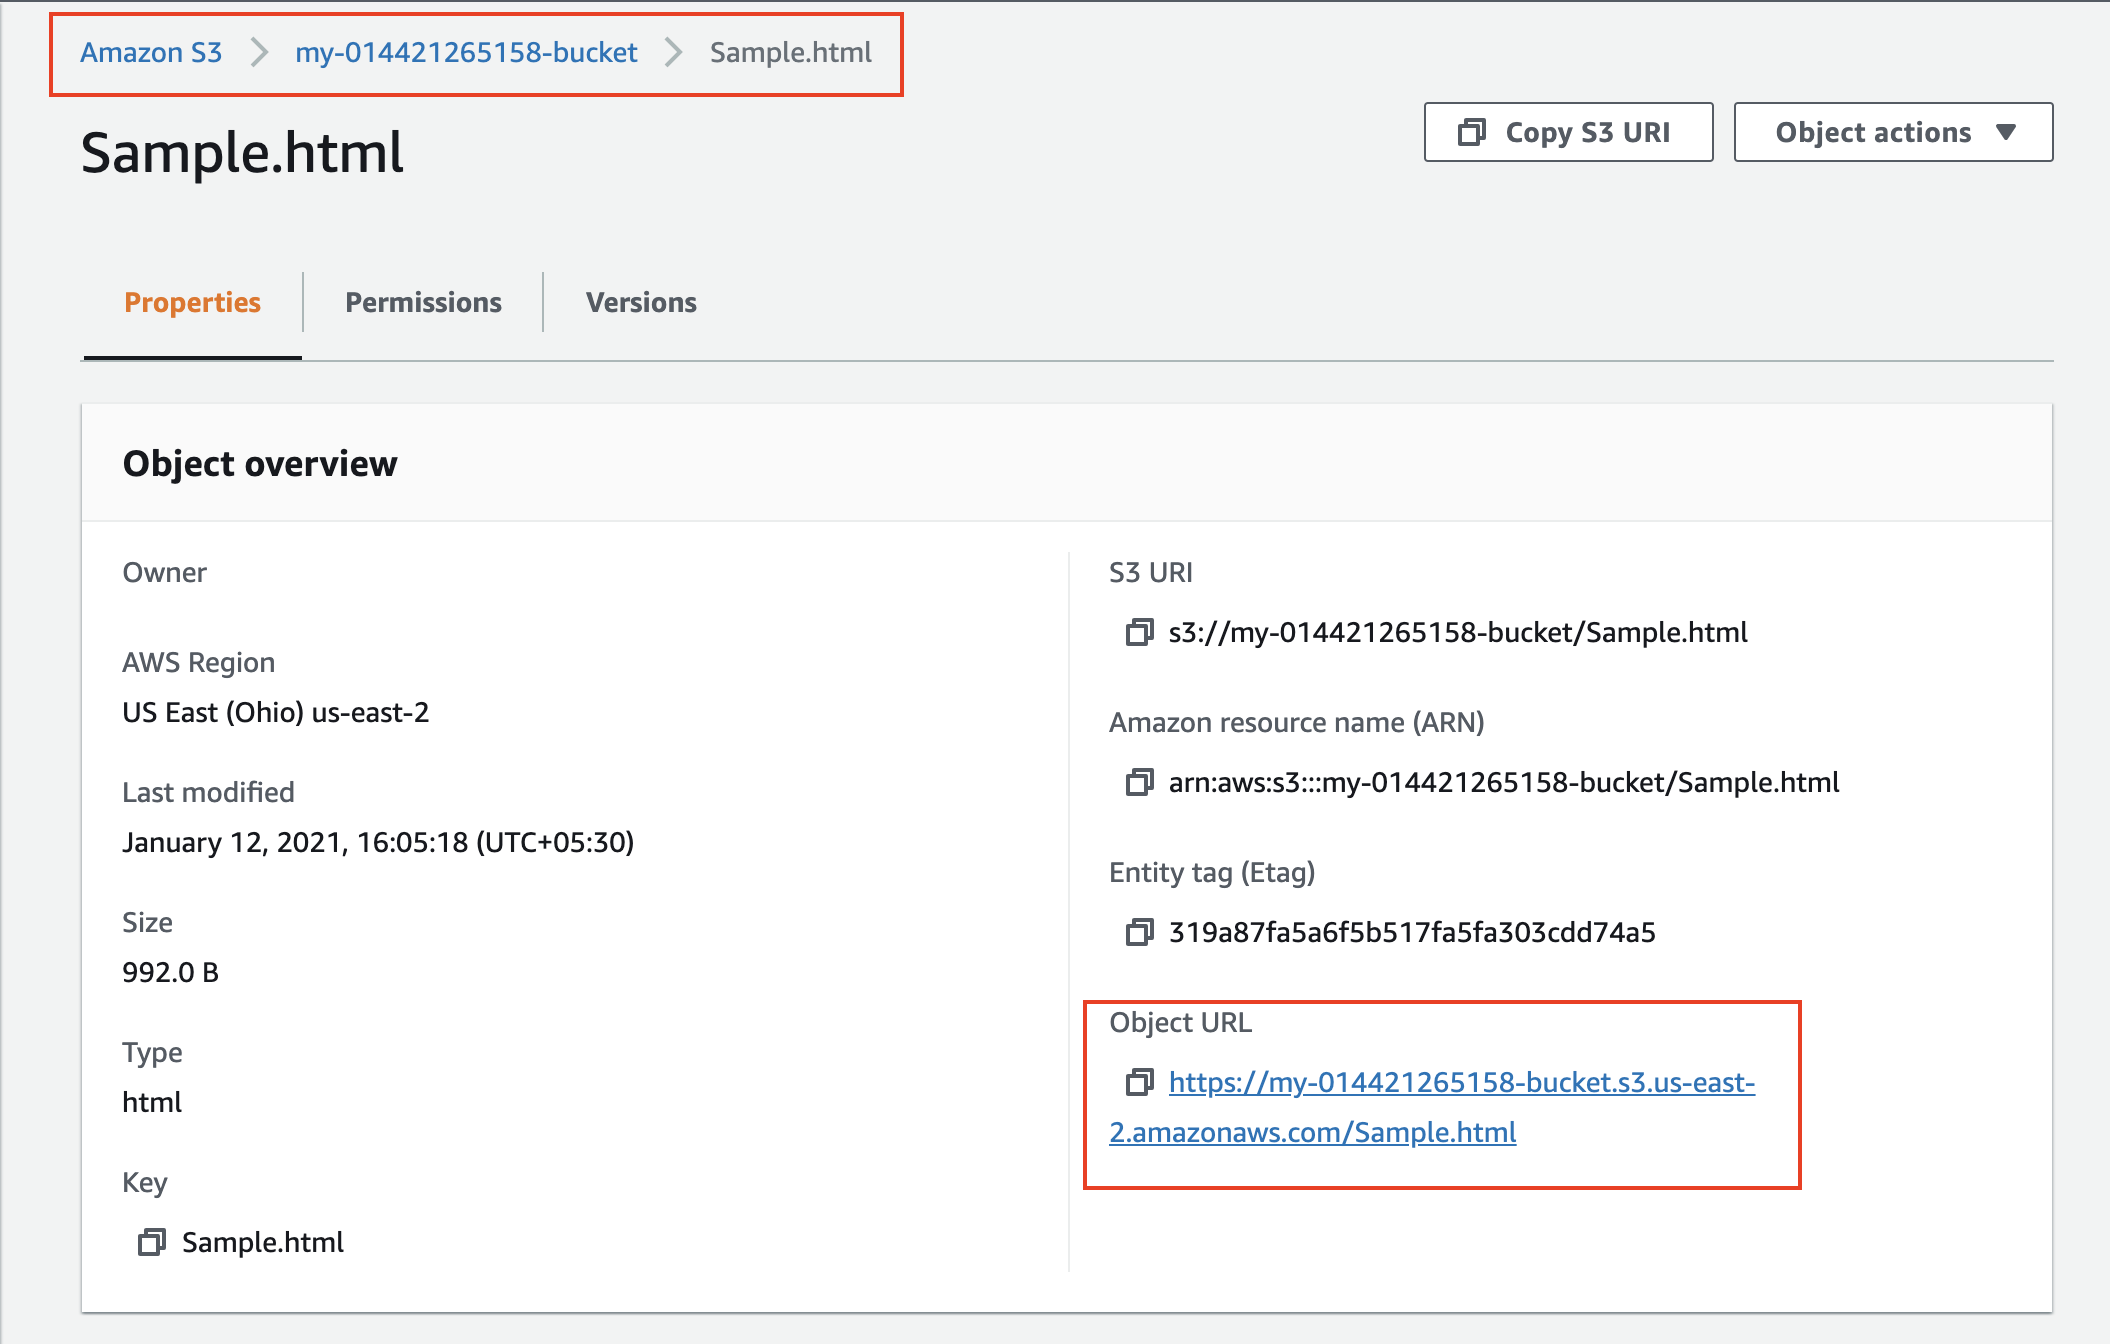 Amazon S3 > my-014421265158-bucket > Sample.html
Sample.html
Copy S3 URI
Object actions
Properties
Permissions
Versions
Object overview
Owner
AWS Region
US East (Ohio) us-east-2
Last modified
January 12, 2021, 16:05:18 (UTC+05:30)
Size
992.0 B
Type
html
Key
Sample.html
S3 URI
s3://my-014421265158-bucket/Sample.html
Amazon resource name (ARN)
arn:aws:s3:::my-014421265158-bucket/Sample.html
Entity tag (Etag)
319a87fa5a6f5b517fa5fa303cdd74a5
Object URL
https://my-014421265158-bucket.s3.us-east-
2.amazonaws.com/Sample.html